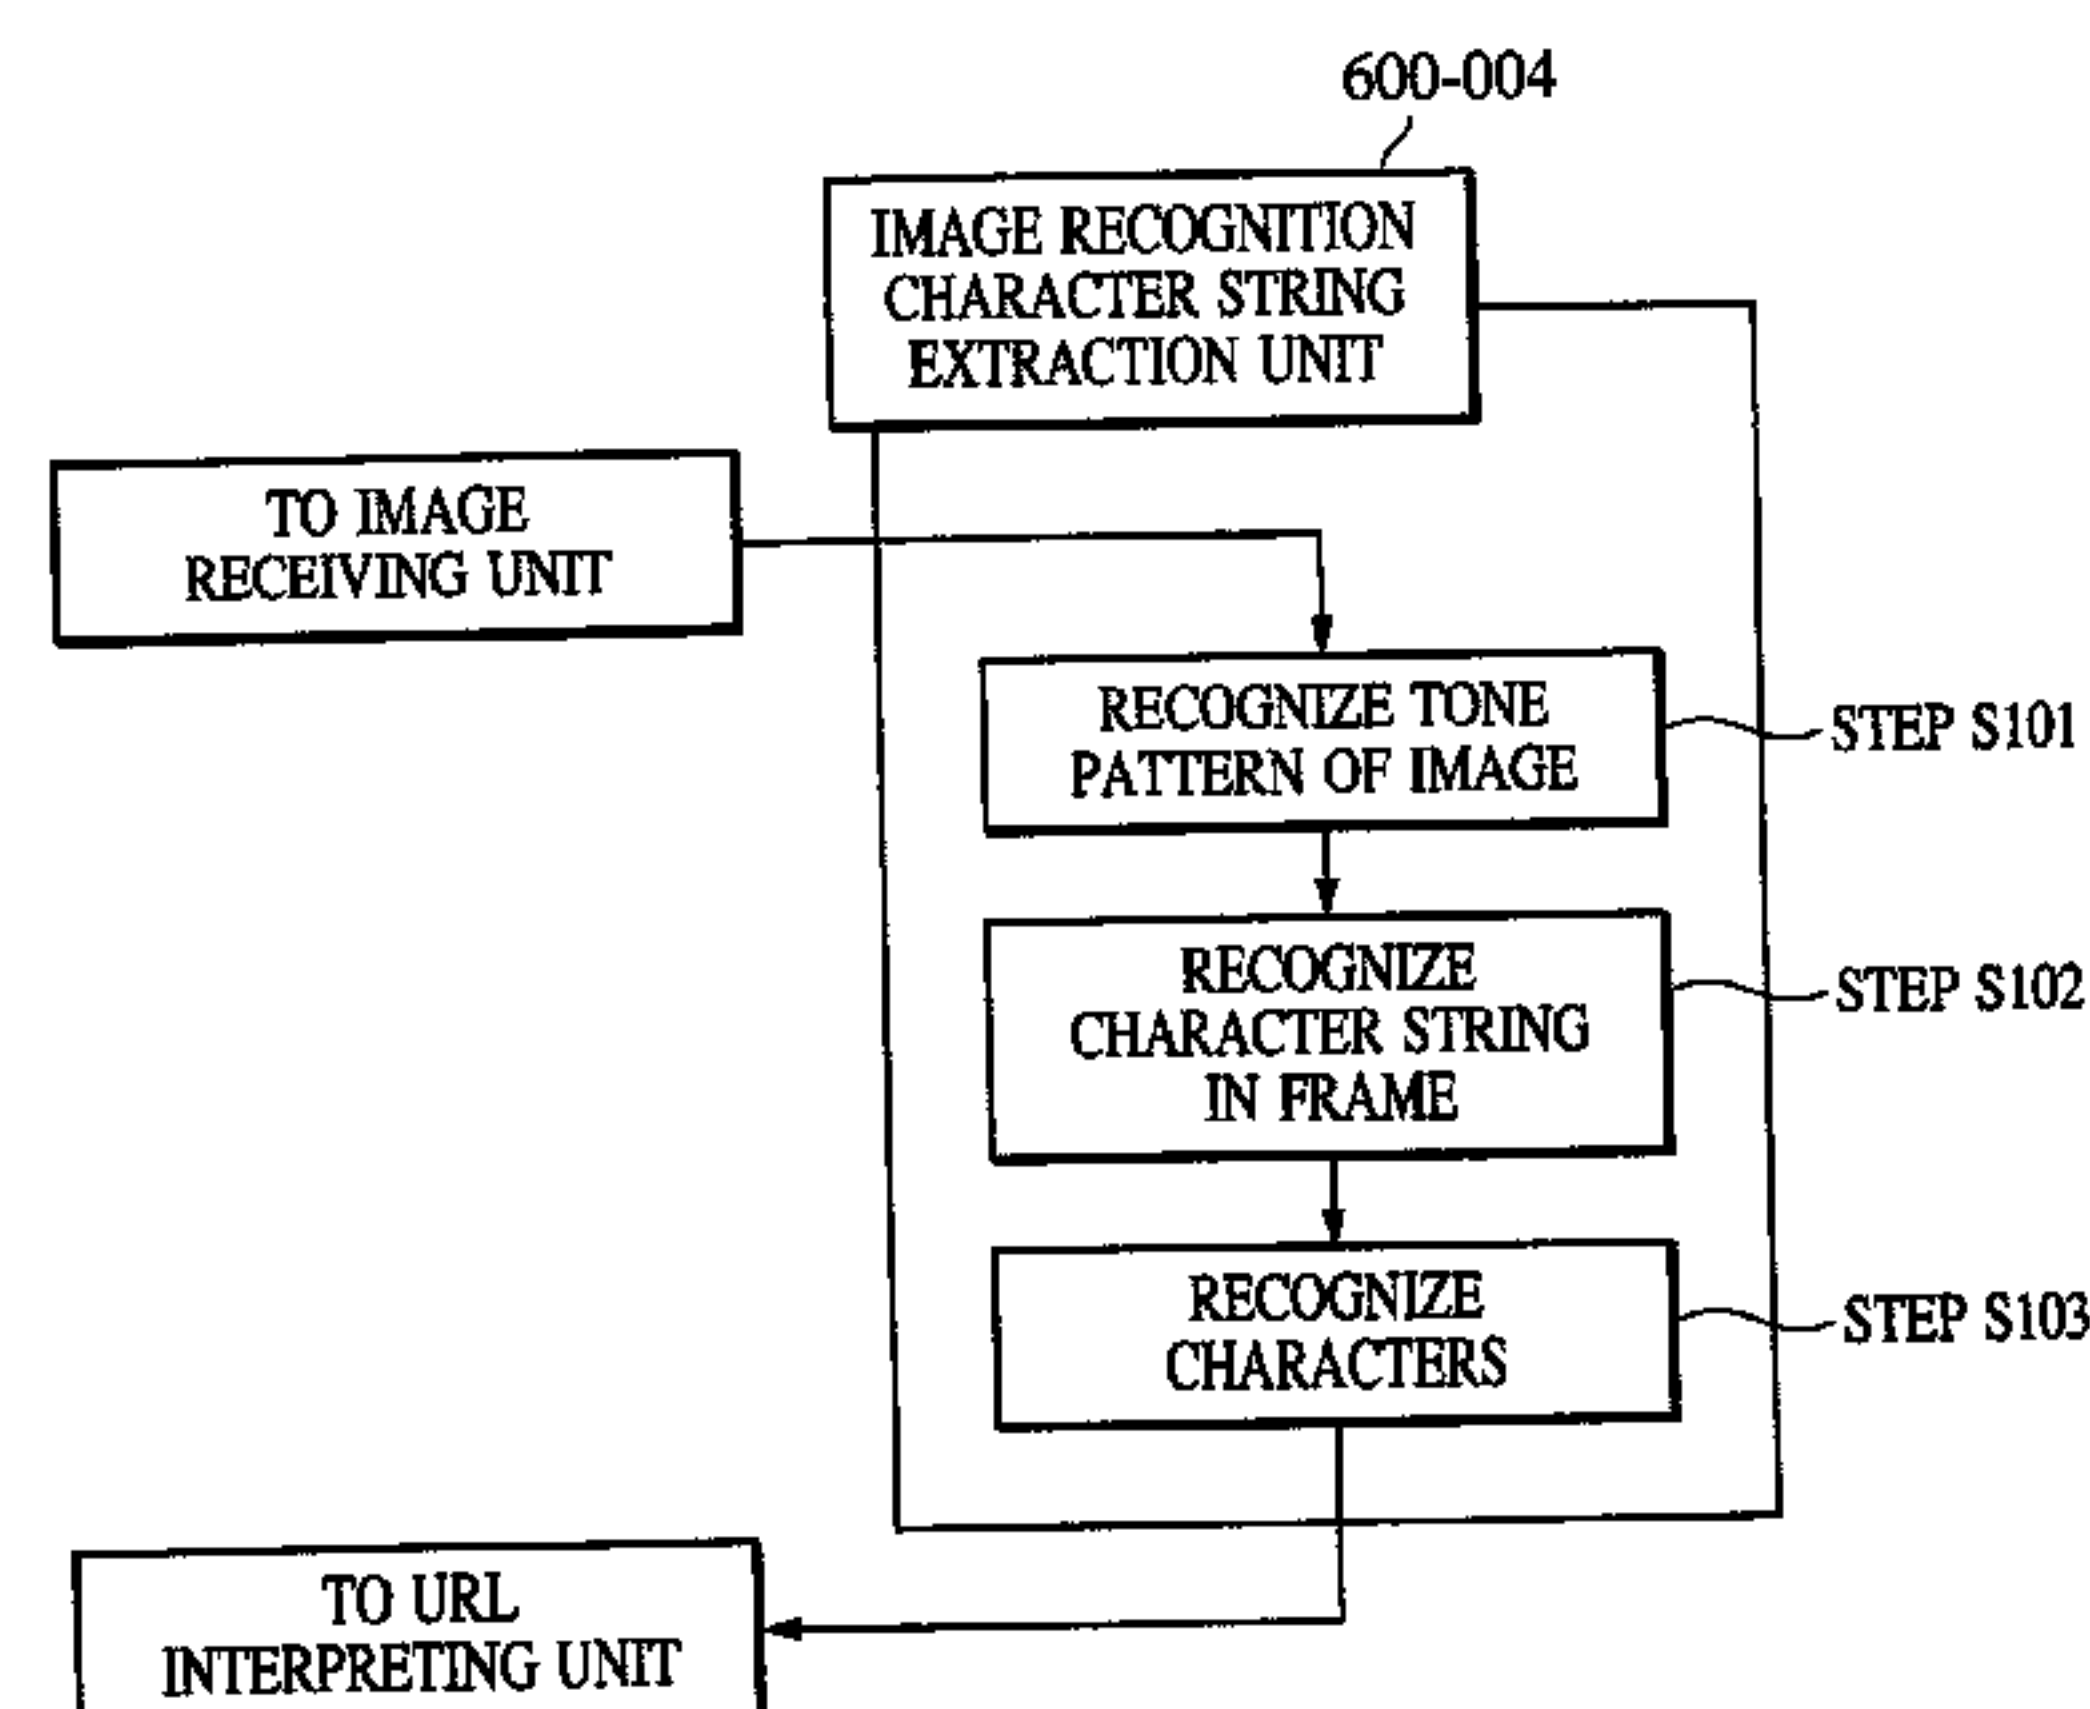 600-004
IMAGE RECOGNITION
CHARACTER STRING
EXTRACTION UNIT
TO IMAGE
RECEIVING UNIT
RECOGNIZE TONE
PATTERN OF IMAGE
STEP S101
RECOGNIZE
CHARACTER STRING
IN FRAME
STEP S102
RECOGNIZE
CHARACTERS
STEP S103
TO URL
INTERPRETING UNIT